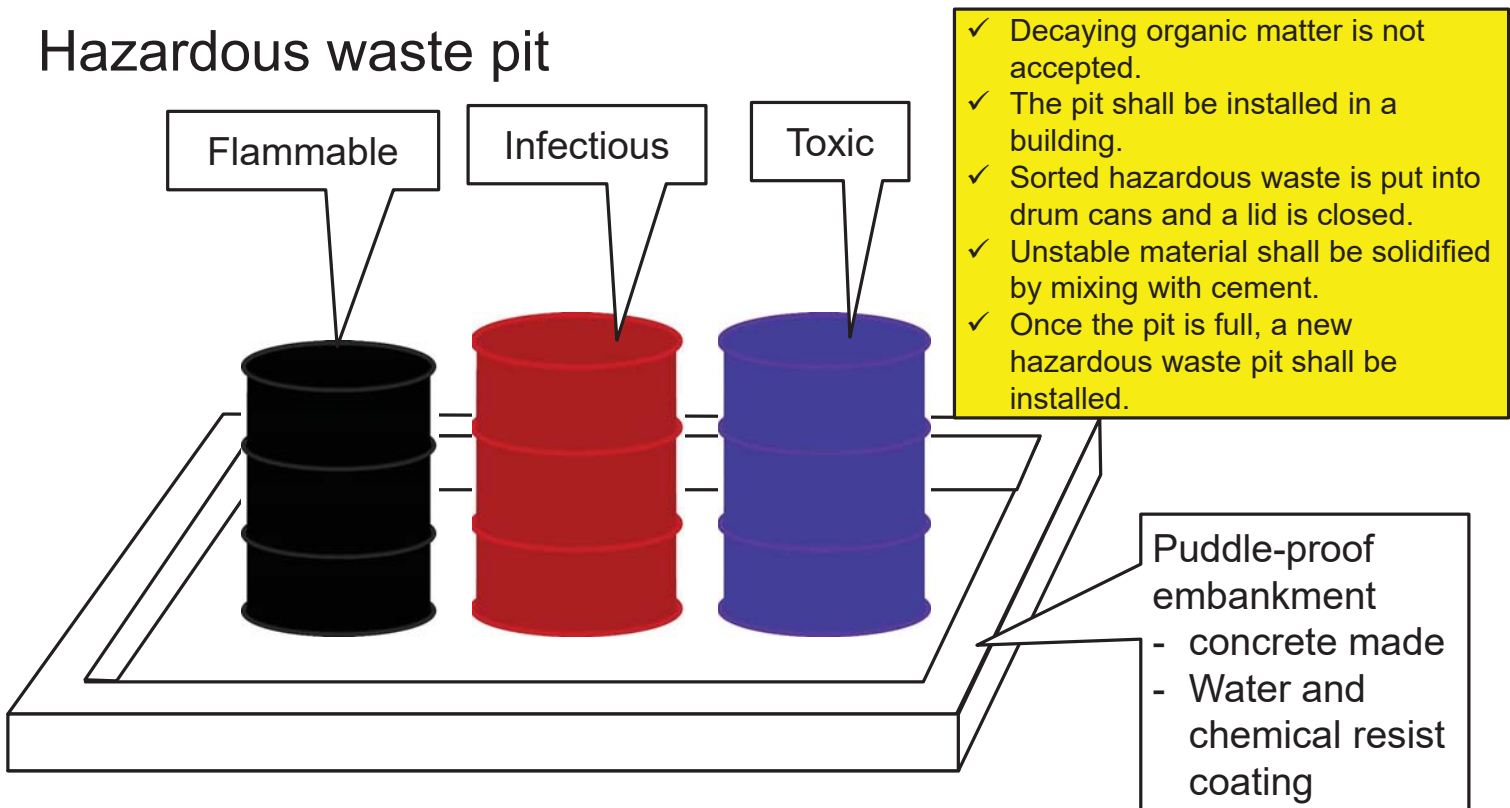 Hazardous waste pit
Flammable
Infectious
Toxic
✓ Decaying organic matter is not
accepted.
✓ The pit shall be installed in a
building.
✓ Sorted hazardous waste is put into
drum cans and a lid is closed.
✓ Unstable material shall be solidified
by mixing with cement.
✓ Once the pit is full, a new
hazardous waste pit shall be
installed.
Puddle-proof
embankment
- concrete made
- Water and
chemical resist
coating